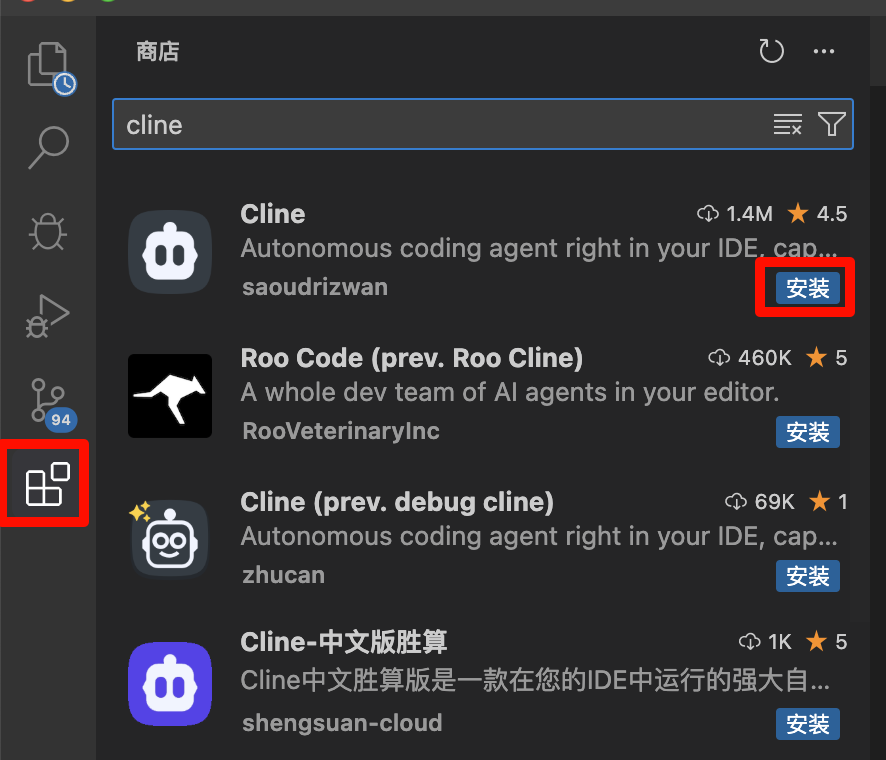 商店
cline
Cline 1.4M 4.5
Autonomous coding agent right in your IDE, cap...
saoudrizwan 安装
Roo Code (prev. Roo Cline) 460K 5
A whole dev team of AI agents in your editor.
RooVeterinaryInc 安装
94
Cline (prev. debug cline) 69K 1
Autonomous coding agent right in your IDE, cap...
zhucan 安装
Cline-中文版胜算 1K 5
Cline中文胜算版是一款在您的IDE中运行的强大自...
shengsuan-cloud 安装